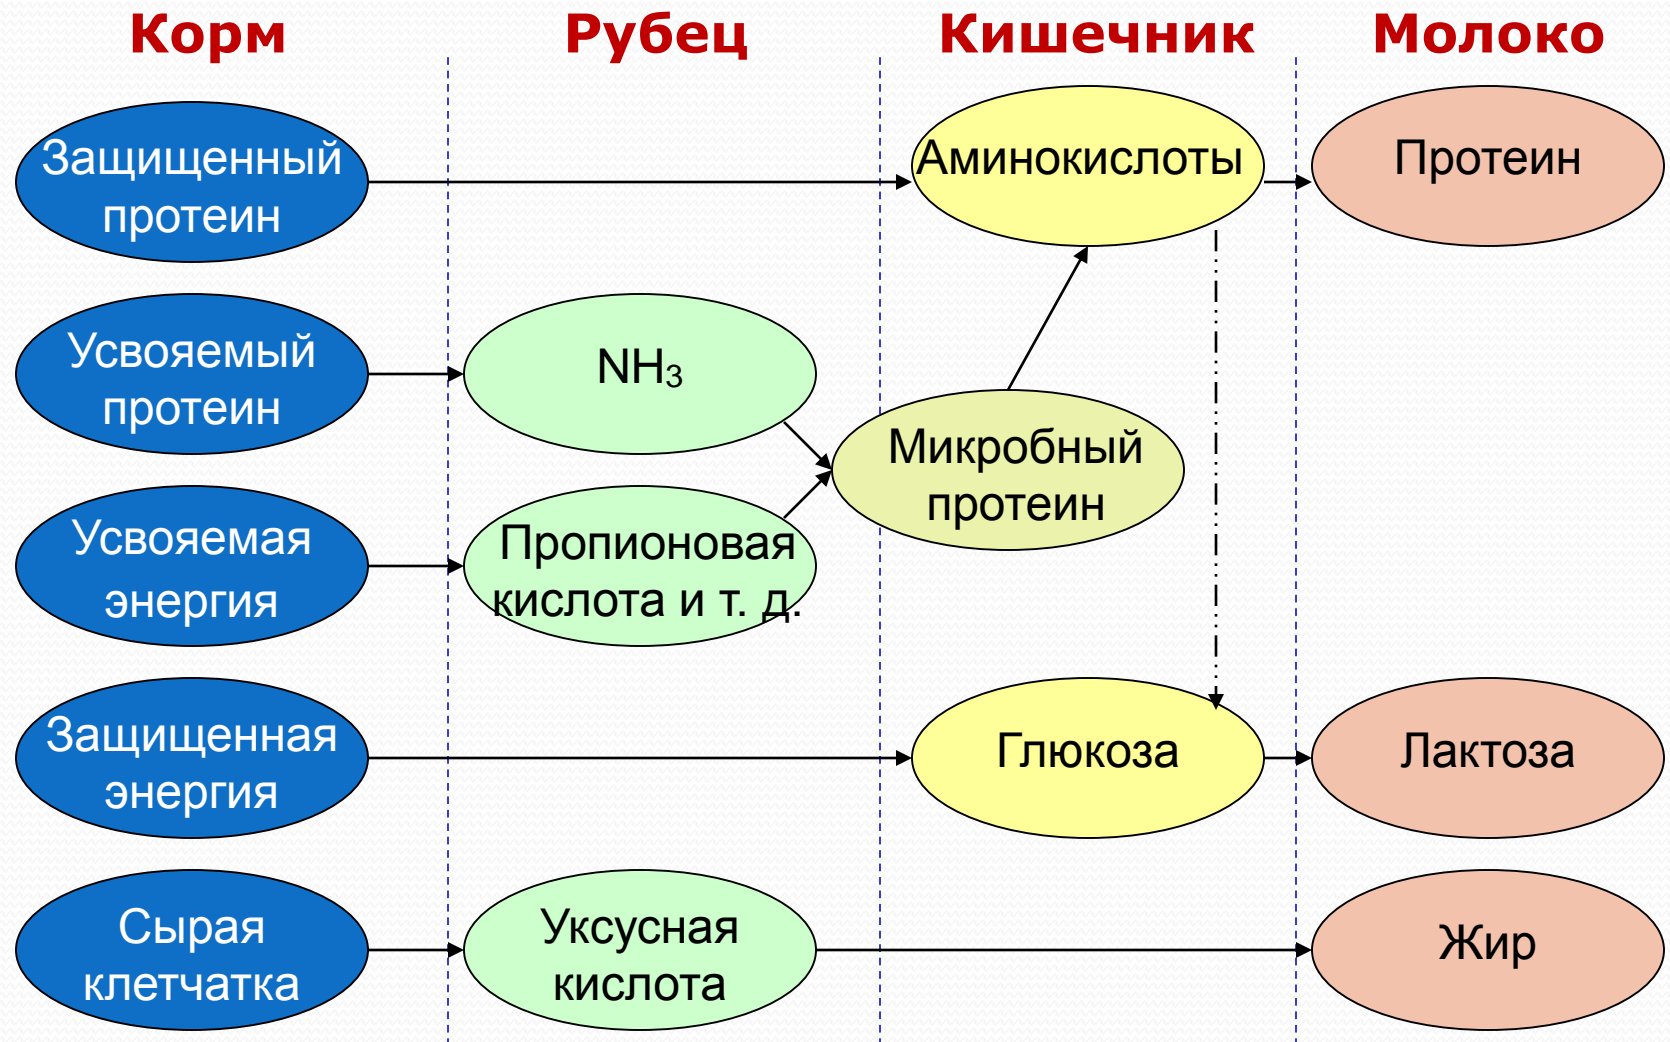 Корм
Рубец
Кишечник
Молоко
Защищенный
протеин
Аминокислоты
Протеин
Усвояемый
протеин
NH₃
Микробный
протеин
Усвояемая
энергия
Пропионовая
кислота и т. д.
Защищенная
энергия
Глюкоза
Лактоза
Сырая
клетчатка
Уксусная
кислота
Жир